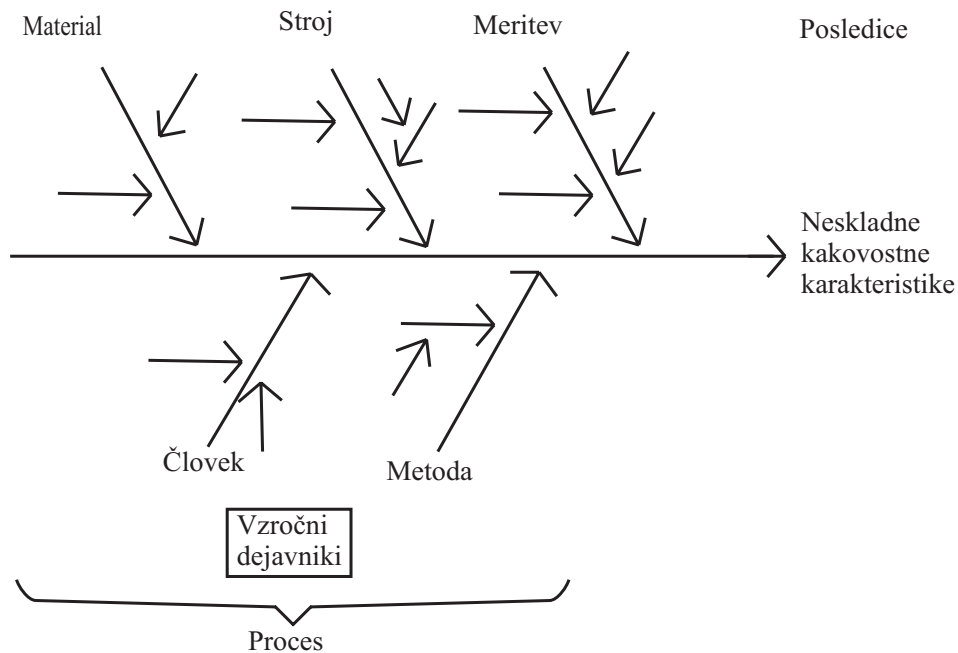 Material
Stroj
Meritev
Posledice
Neskladne
kakovostne
karakteristike
Človek
Metoda
Vzročni
dejavniki
Proces